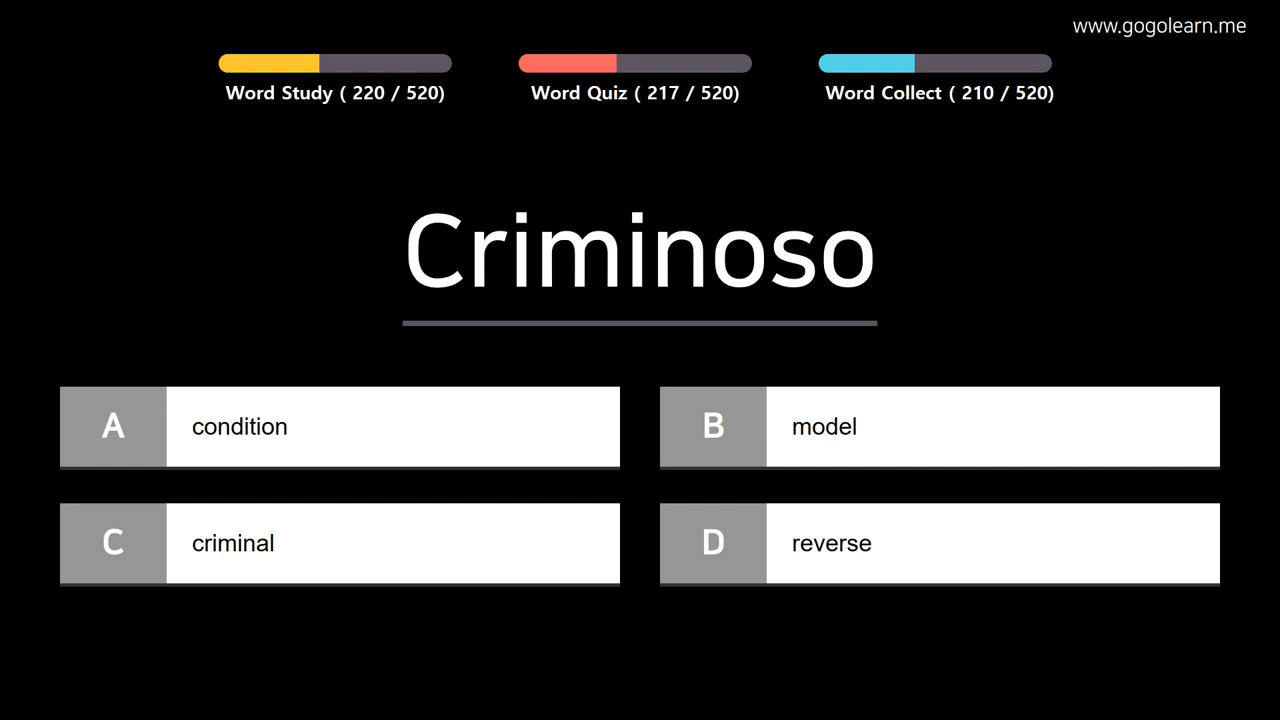 www.gogolearn.me
Word Study ( 220 / 520)
Word Quiz ( 217 / 520)
Word Collect ( 210 / 520)
Criminoso
A condition
B model
C criminal
D reverse